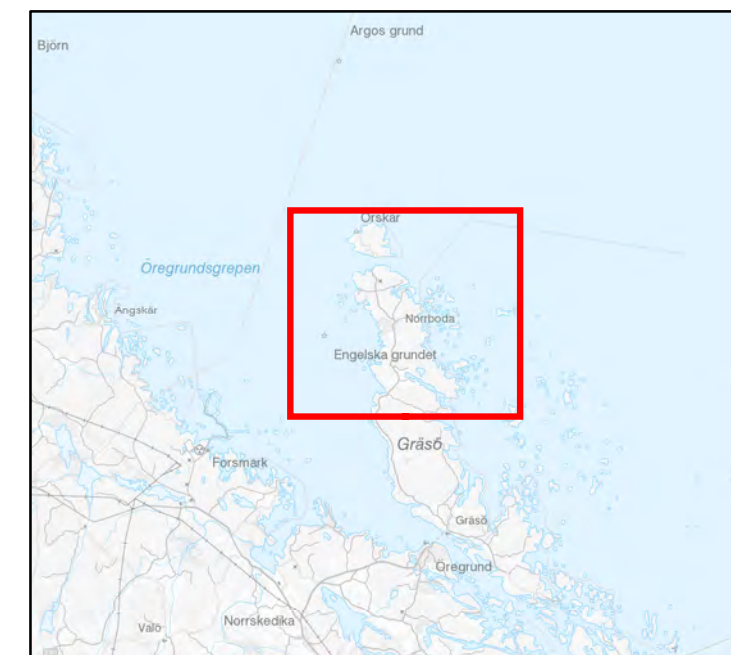 Argos grund
Björn
Örskär
Öregrundsgrepen
Ängskär
Norrboda
Engelska grundet
Gräsö
Forsmark
Gräsö
Öregrund
Norrskedika
Valö